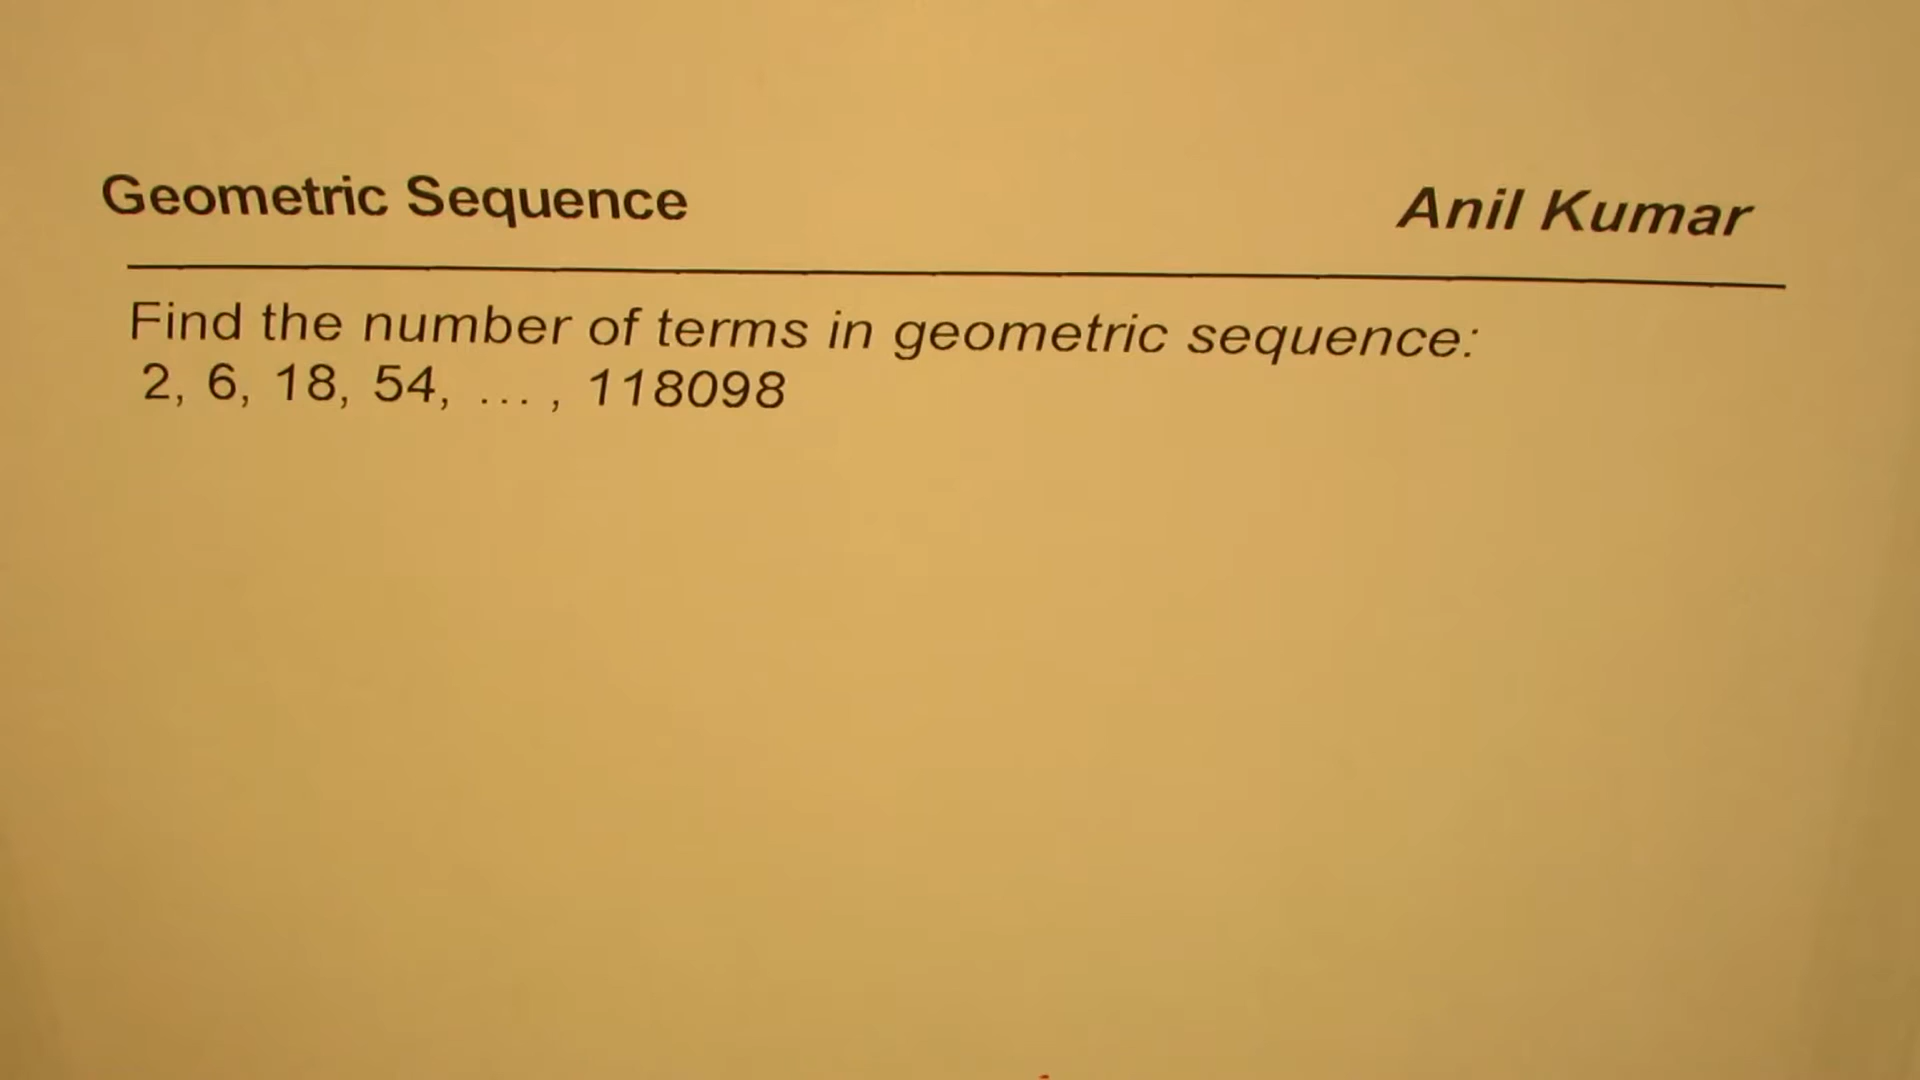 Geometric Sequence
Anil Kumar
Find the number of terms in geometric sequence:
2, 6, 18, 54, ... , 118098